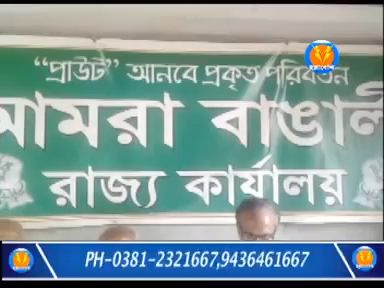 “প্রাউট” আনবে প্রকৃত পরিবর্তন
আমরা বাঙালী
রাজ্য কার্যালয়
PH-0381-2321667,9436461667